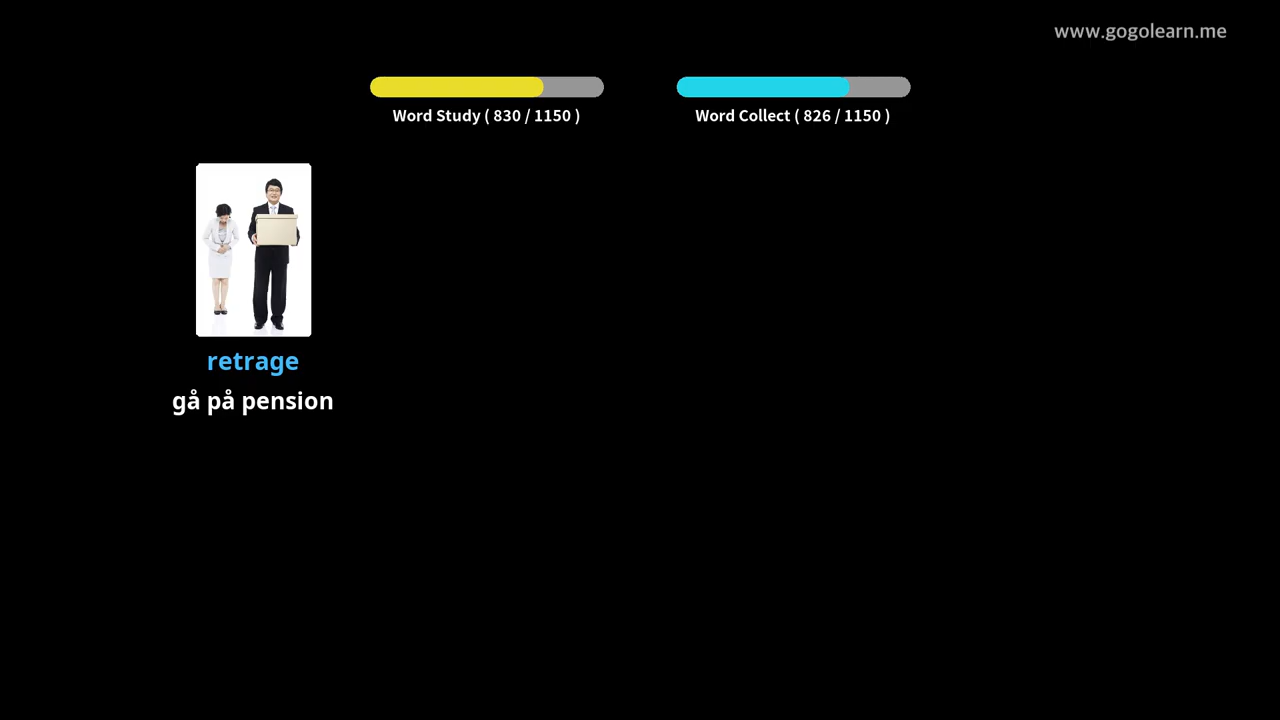 www.gogolearn.me
Word Study ( 830 / 1150 )
Word Collect ( 826 / 1150 )
retrage
gå på pension